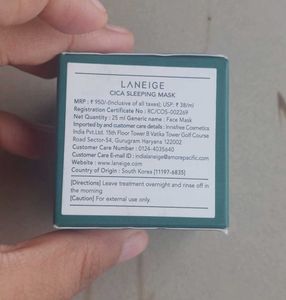 LANEIGE
CICA SLEEPING MASK
MRP : ₹ 950/-(Inclusive of all taxes); USP: ₹ 38/ml
Registration Certificate No : RC/COS-002269
Net Quantity : 25 ml Generic name : Face Mask
Imported by and customer care details : Innisfree Cosmetics
India Pvt.Ltd. 15th Floor Tower B Vatika Tower Golf Course
Road Sector-54, Gurugram Haryana 122002
Customer Care Number : 0124-4035640
Customer Care E-mail ID : indialaneige@amorepacific.com
Website : www.laneige.com
Country of Origin : South Korea [11197-6835]
[Directions] Leave treatment overnight and rinse off in
the morning
[Caution] For external use only.